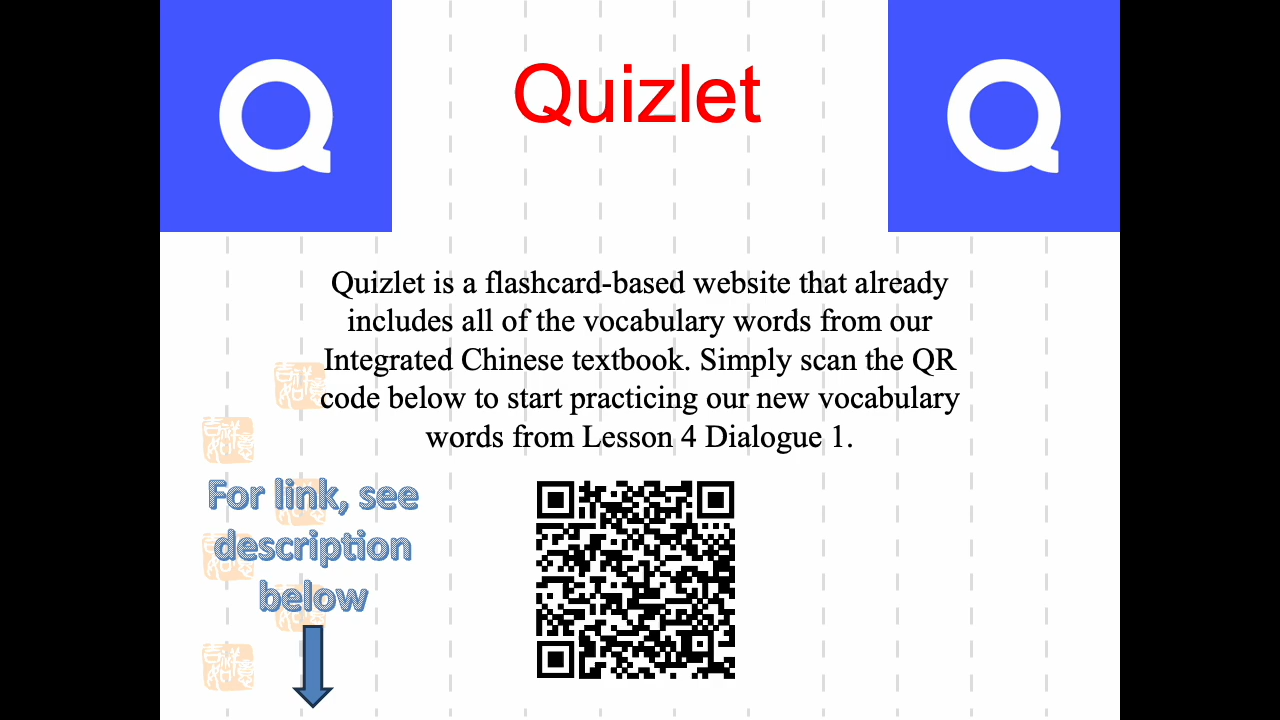 Quizlet
Quizlet is a flashcard-based website that already
includes all of the vocabulary words from our
Integrated Chinese textbook. Simply scan the QR
code below to start practicing our new vocabulary
words from Lesson 4 Dialogue 1.
For link, see
description
below